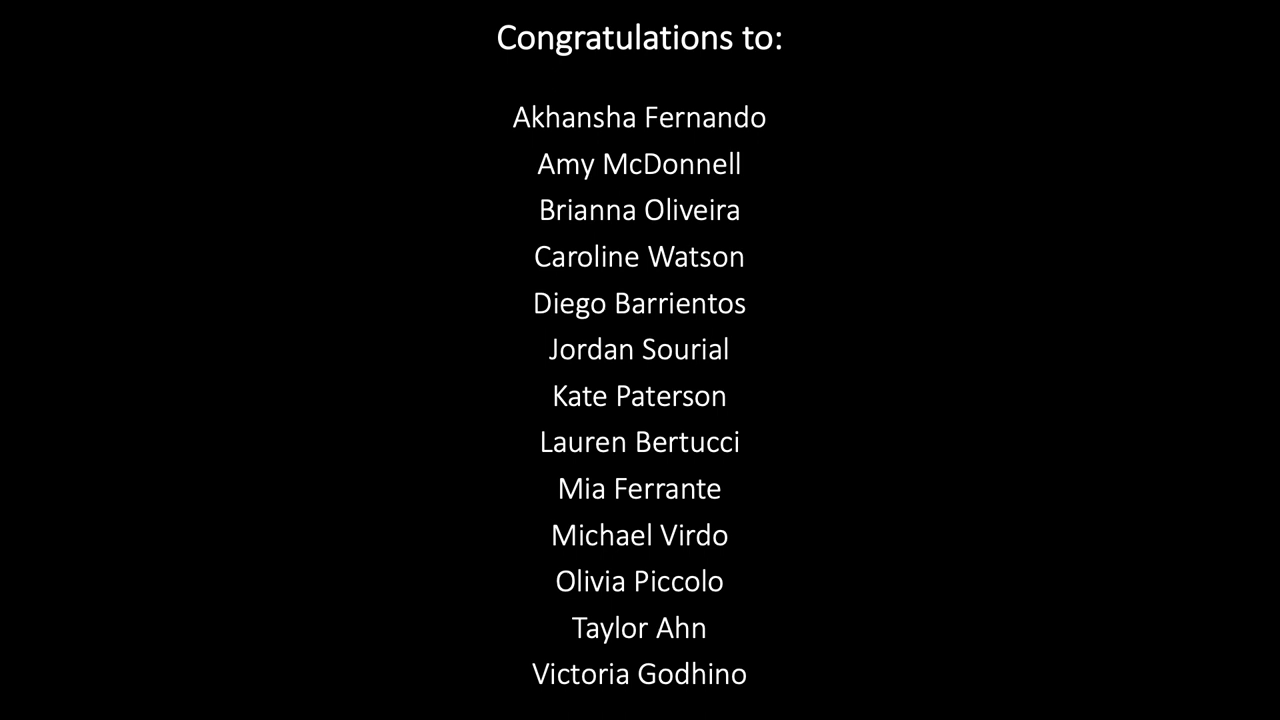 Congratulations to:
Akhansha Fernando
Amy McDonnell
Brianna Oliveira
Caroline Watson
Diego Barrientos
Jordan Sourial
Kate Paterson
Lauren Bertucci
Mia Ferrante
Michael Virdo
Olivia Piccolo
Taylor Ahn
Victoria Godhino